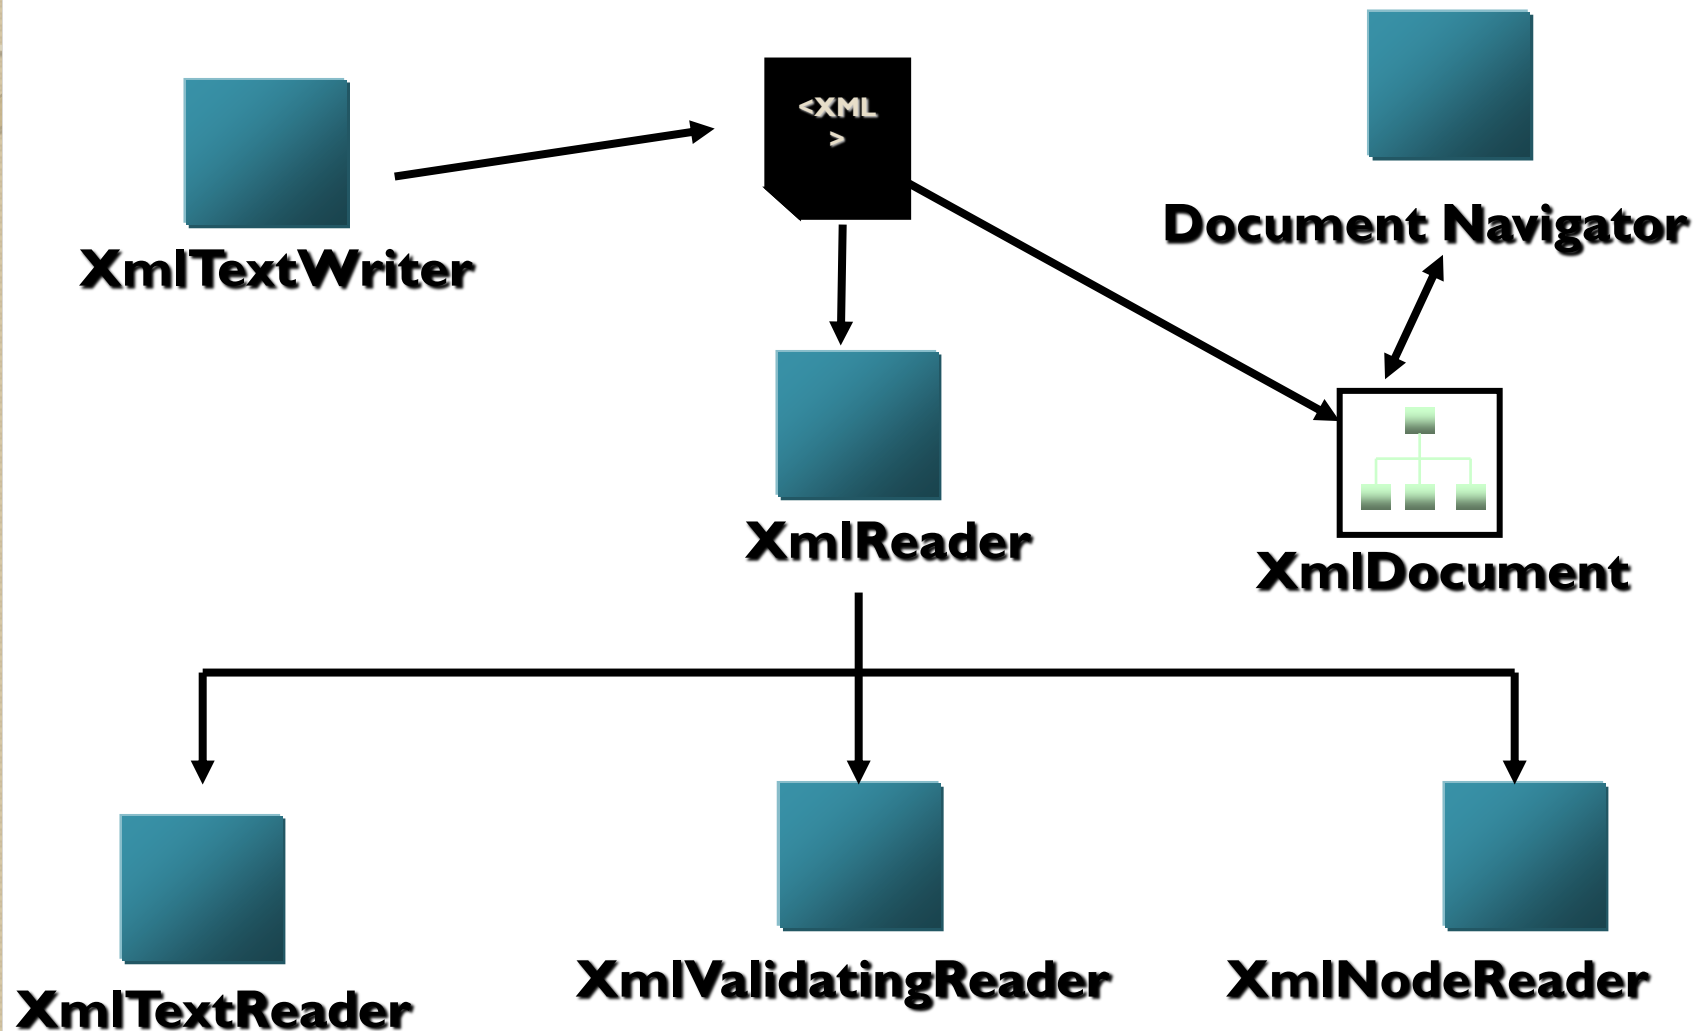 <XML
>
Document Navigator
XmlTextWriter
XmlReader
XmlDocument
XmlValidatingReader
XmlNodeReader
XmlTextReader